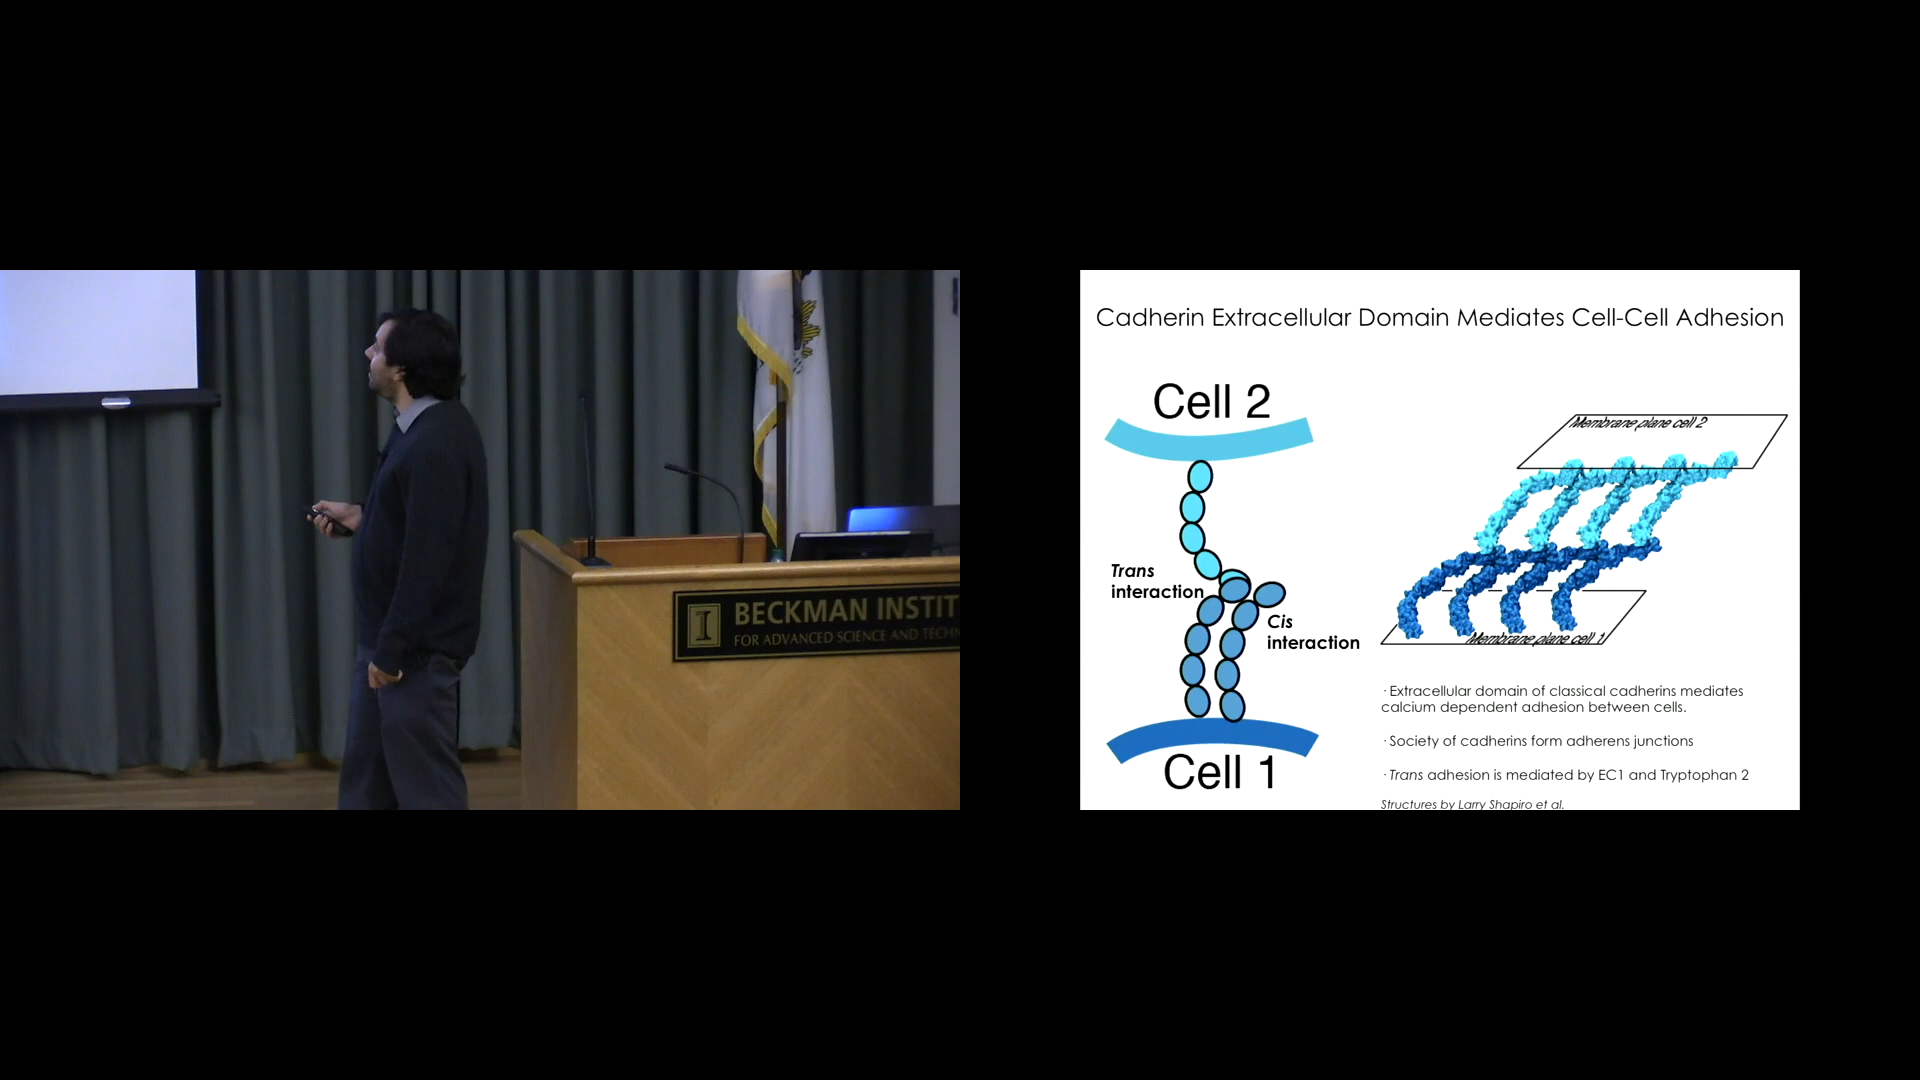 BECKMAN INSTIT
FOR ADVANCED SCIENCE AND TECHN
Cadherin Extracellular Domain Mediates Cell-Cell Adhesion
Cell 2
Trans
interaction
Cis
interaction
Cell 1
Membrane plane cell 2
Membrane plane cell 1
· Extracellular domain of classical cadherins mediates
calcium dependent adhesion between cells.
· Society of cadherins form adherens junctions
· Trans adhesion is mediated by EC1 and Tryptophan 2
Structures by Larry Shapiro et al.